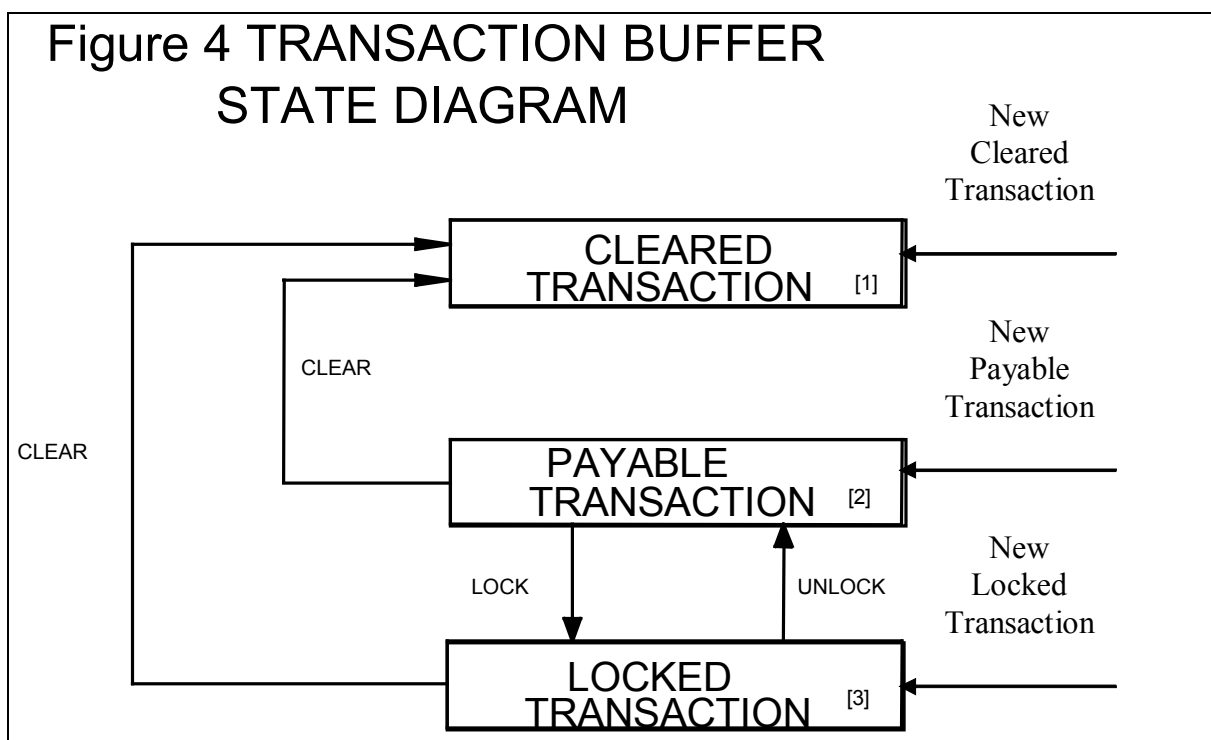 Figure 4 TRANSACTION BUFFER
STATE DIAGRAM
New
Cleared
Transaction
CLEARED
TRANSACTION [1]
New
Payable
Transaction
CLEAR
CLEAR
PAYABLE
TRANSACTION [2]
New
Locked
Transaction
LOCK
UNLOCK
LOCKED
TRANSACTION [3]